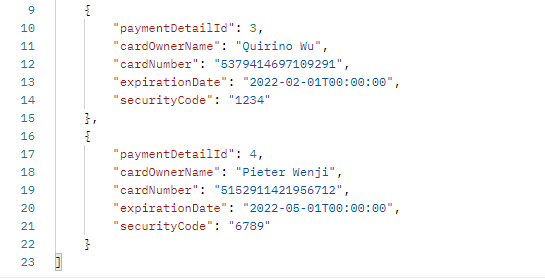 9 {
10 "paymentDetailId": 3,
11 "cardOwnerName": "Quirino Wu",
12 "cardNumber": "5379414697109291",
13 "expirationDate": "2022-02-01T00:00:00",
14 "securityCode": "1234"
15 },
16 {
17 "paymentDetailId": 4,
18 "cardOwnerName": "Pieter Wenji",
19 "cardNumber": "5152911421956712",
20 "expirationDate": "2022-05-01T00:00:00",
21 "securityCode": "6789"
22 }
23 ]